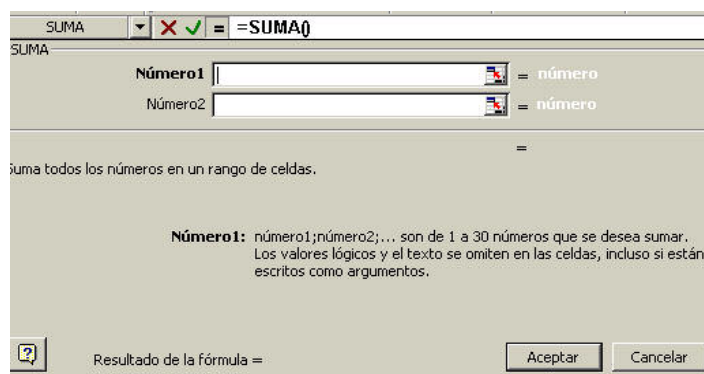 SUMA = =SUMA()
SUMA
Número1 = número
Número2 = número
=
Suma todos los números en un rango de celdas.
Número1: número1;número2;... son de 1 a 30 números que se desea sumar.
Los valores lógicos y el texto se omiten en las celdas, incluso si están
escritos como argumentos.
Resultado de la fórmula =
Aceptar Cancelar